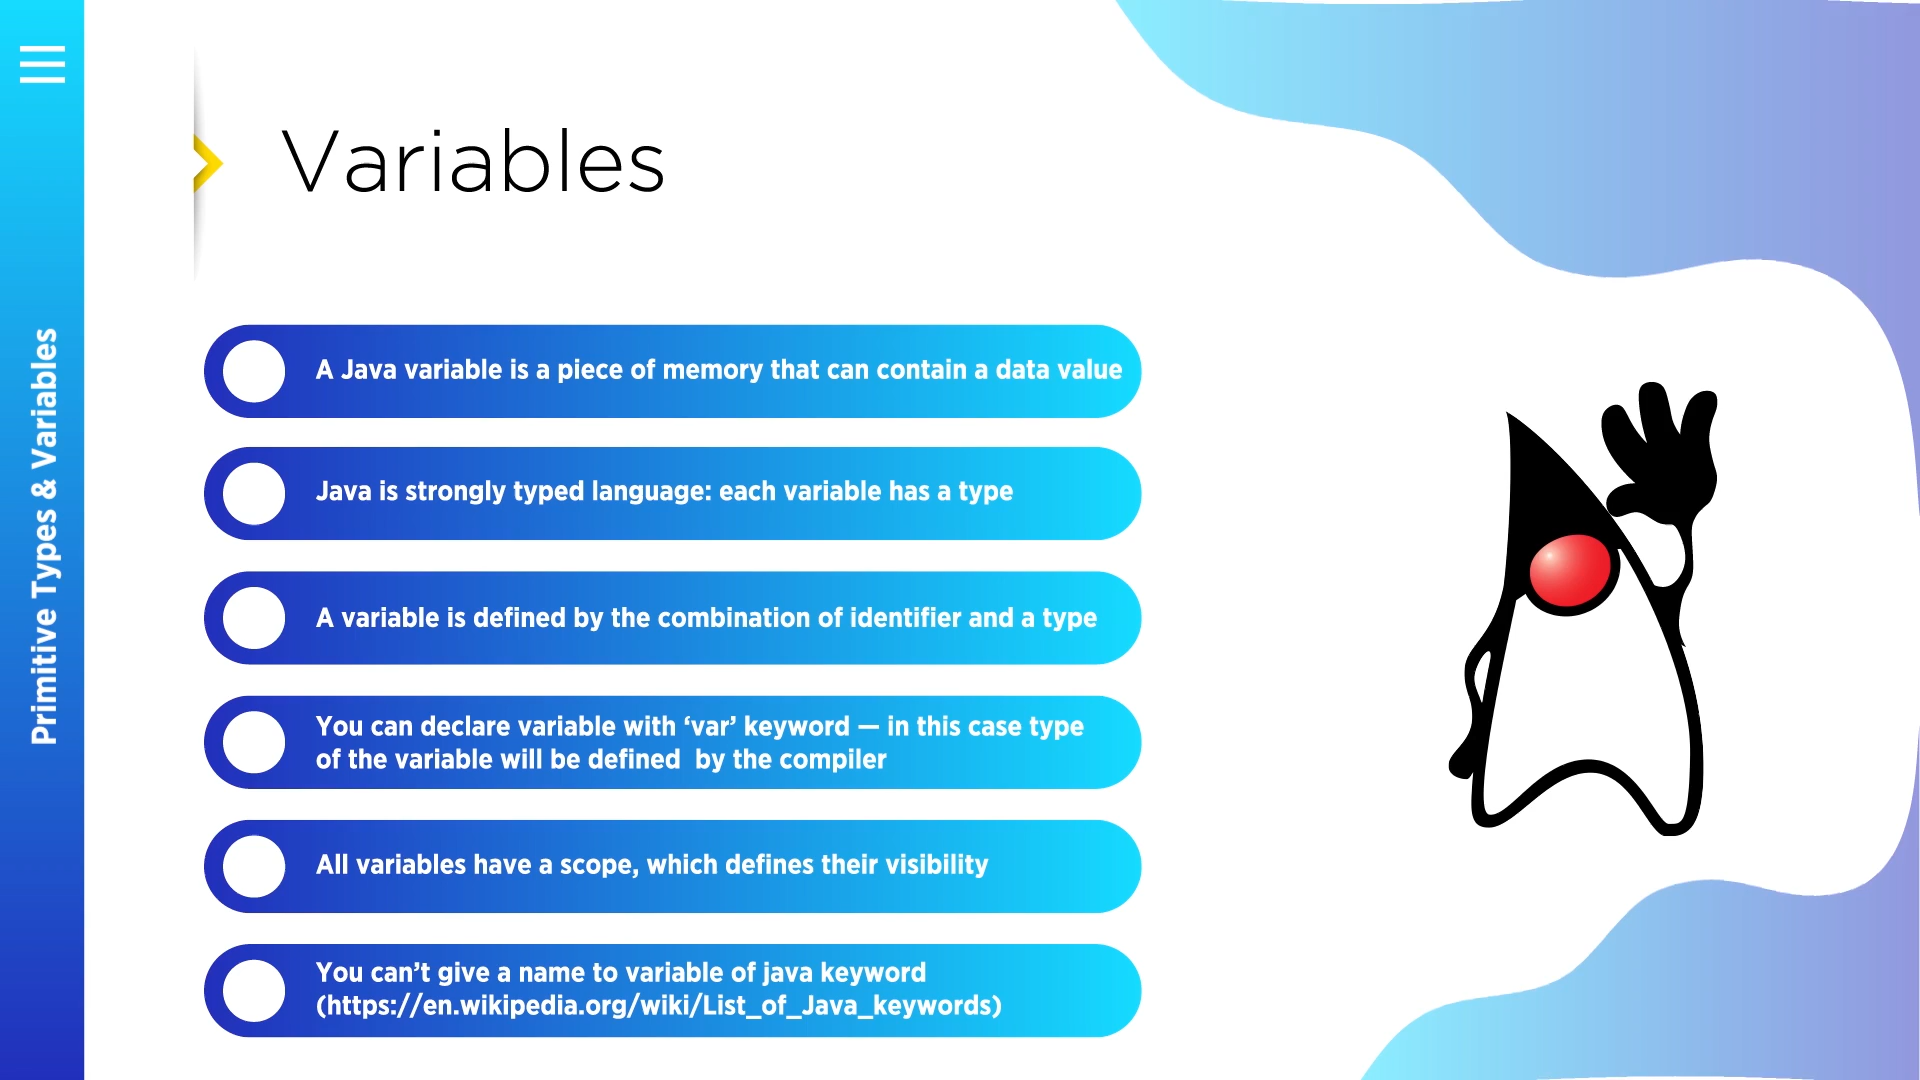 Primitive Types & Variables
Variables
A Java variable is a piece of memory that can contain a data value
Java is strongly typed language: each variable has a type
A variable is defined by the combination of identifier and a type
You can declare variable with ‘var’ keyword — in this case type
of the variable will be defined  by the compiler
All variables have a scope, which defines their visibility
You can’t give a name to variable of java keyword
(https://en.wikipedia.org/wiki/List_of_Java_keywords)